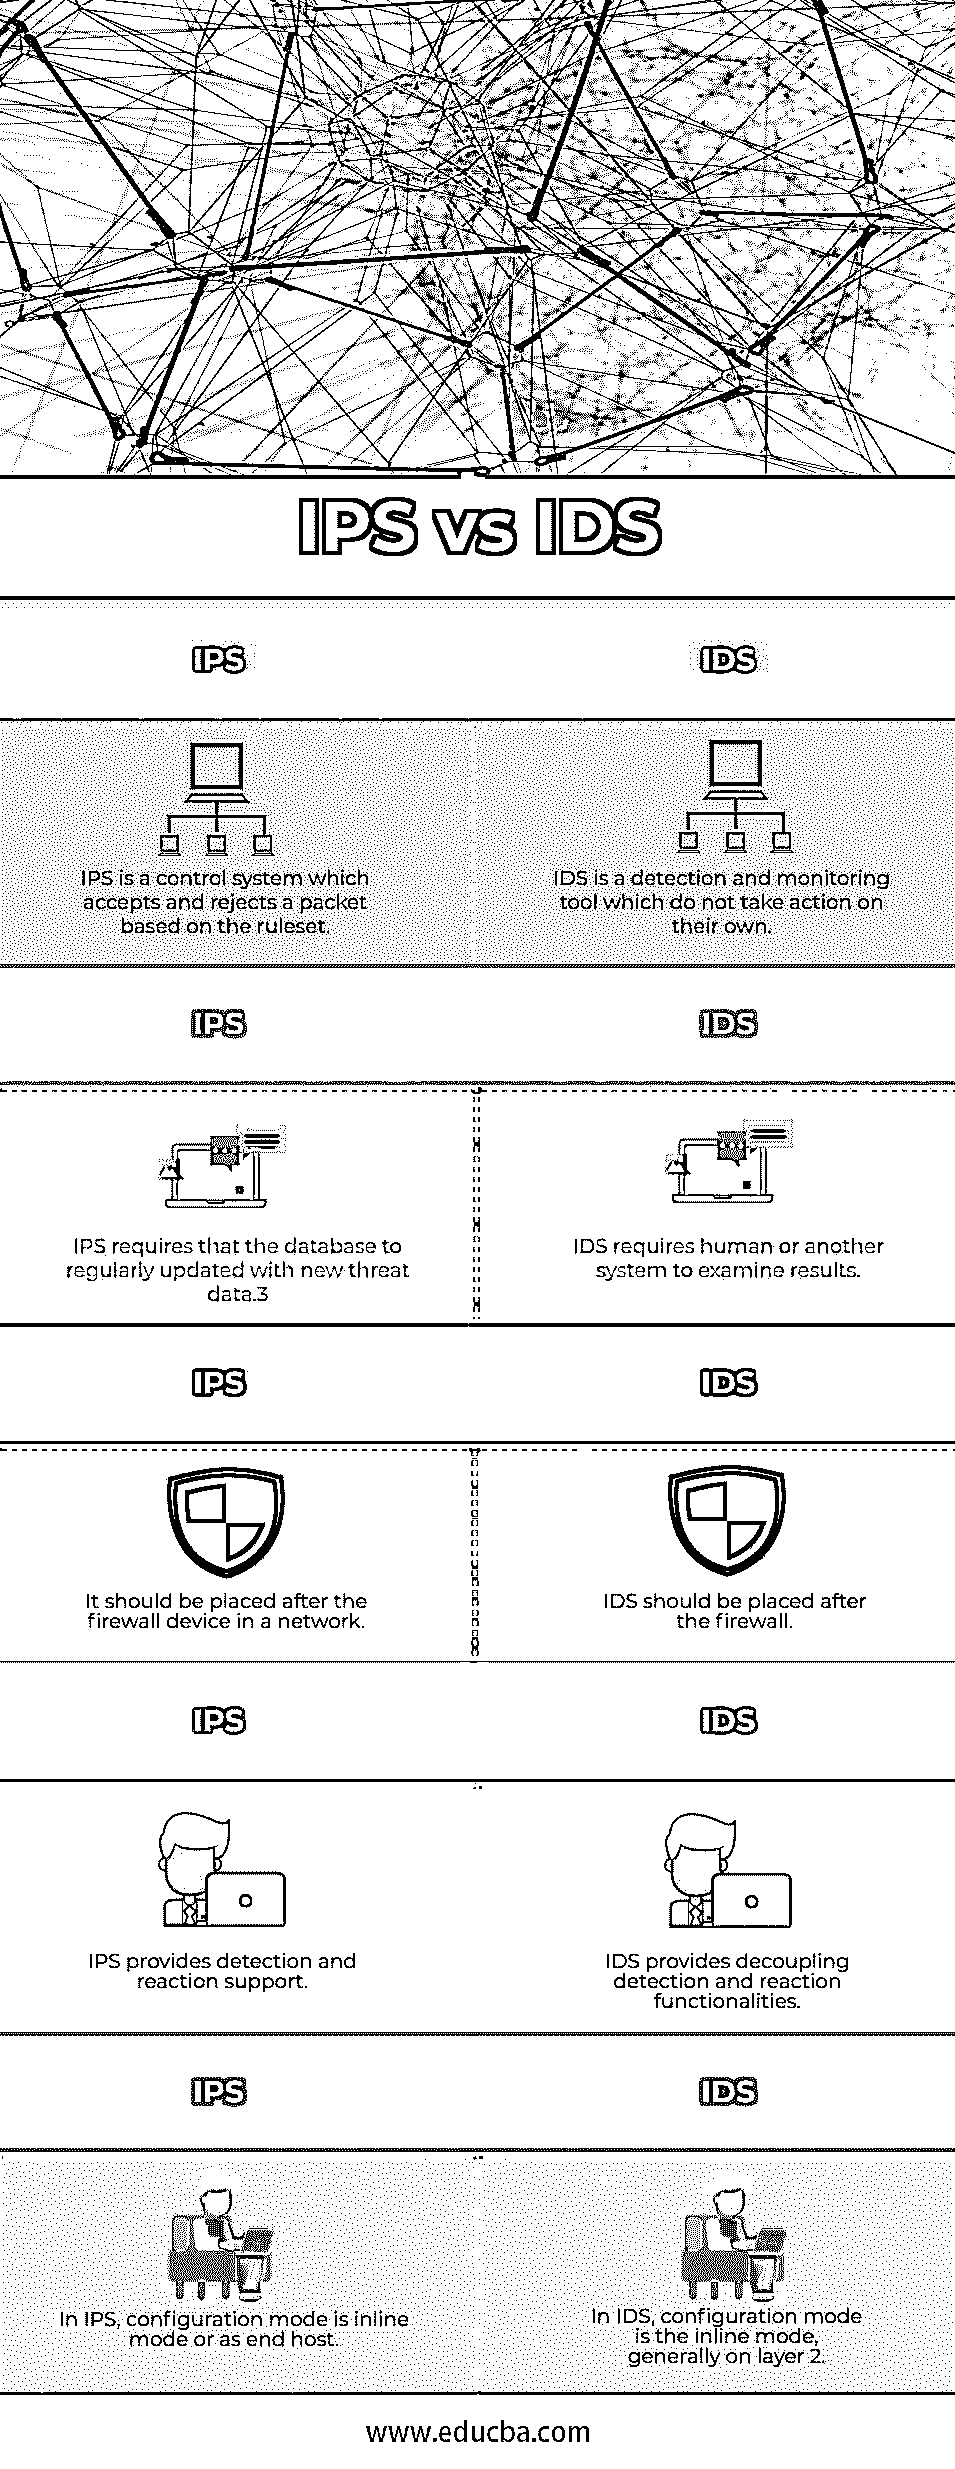 IPS vs IDS
IPS
IDS
IPS is a control system which
accepts and rejects a packet
based on the ruleset.
IDS is a detection and monitoring
tool which do not take action on
their own.
IPS
IDS
IPS requires that the database to
regularly updated with new threat
data.3
IDS requires human or another
system to examine results.
IPS
IDS
It should be placed after the
firewall device in a network.
IDS should be placed after
the firewall.
IPS
IDS
IPS provides detection and
reaction support.
IDS provides decoupling
detection and reaction
functionalities.
IPS
IDS
In IPS, configuration mode is inline
mode or as end host.
In IDS, configuration mode
is the inline mode,
generally on layer 2.
www.educba.com